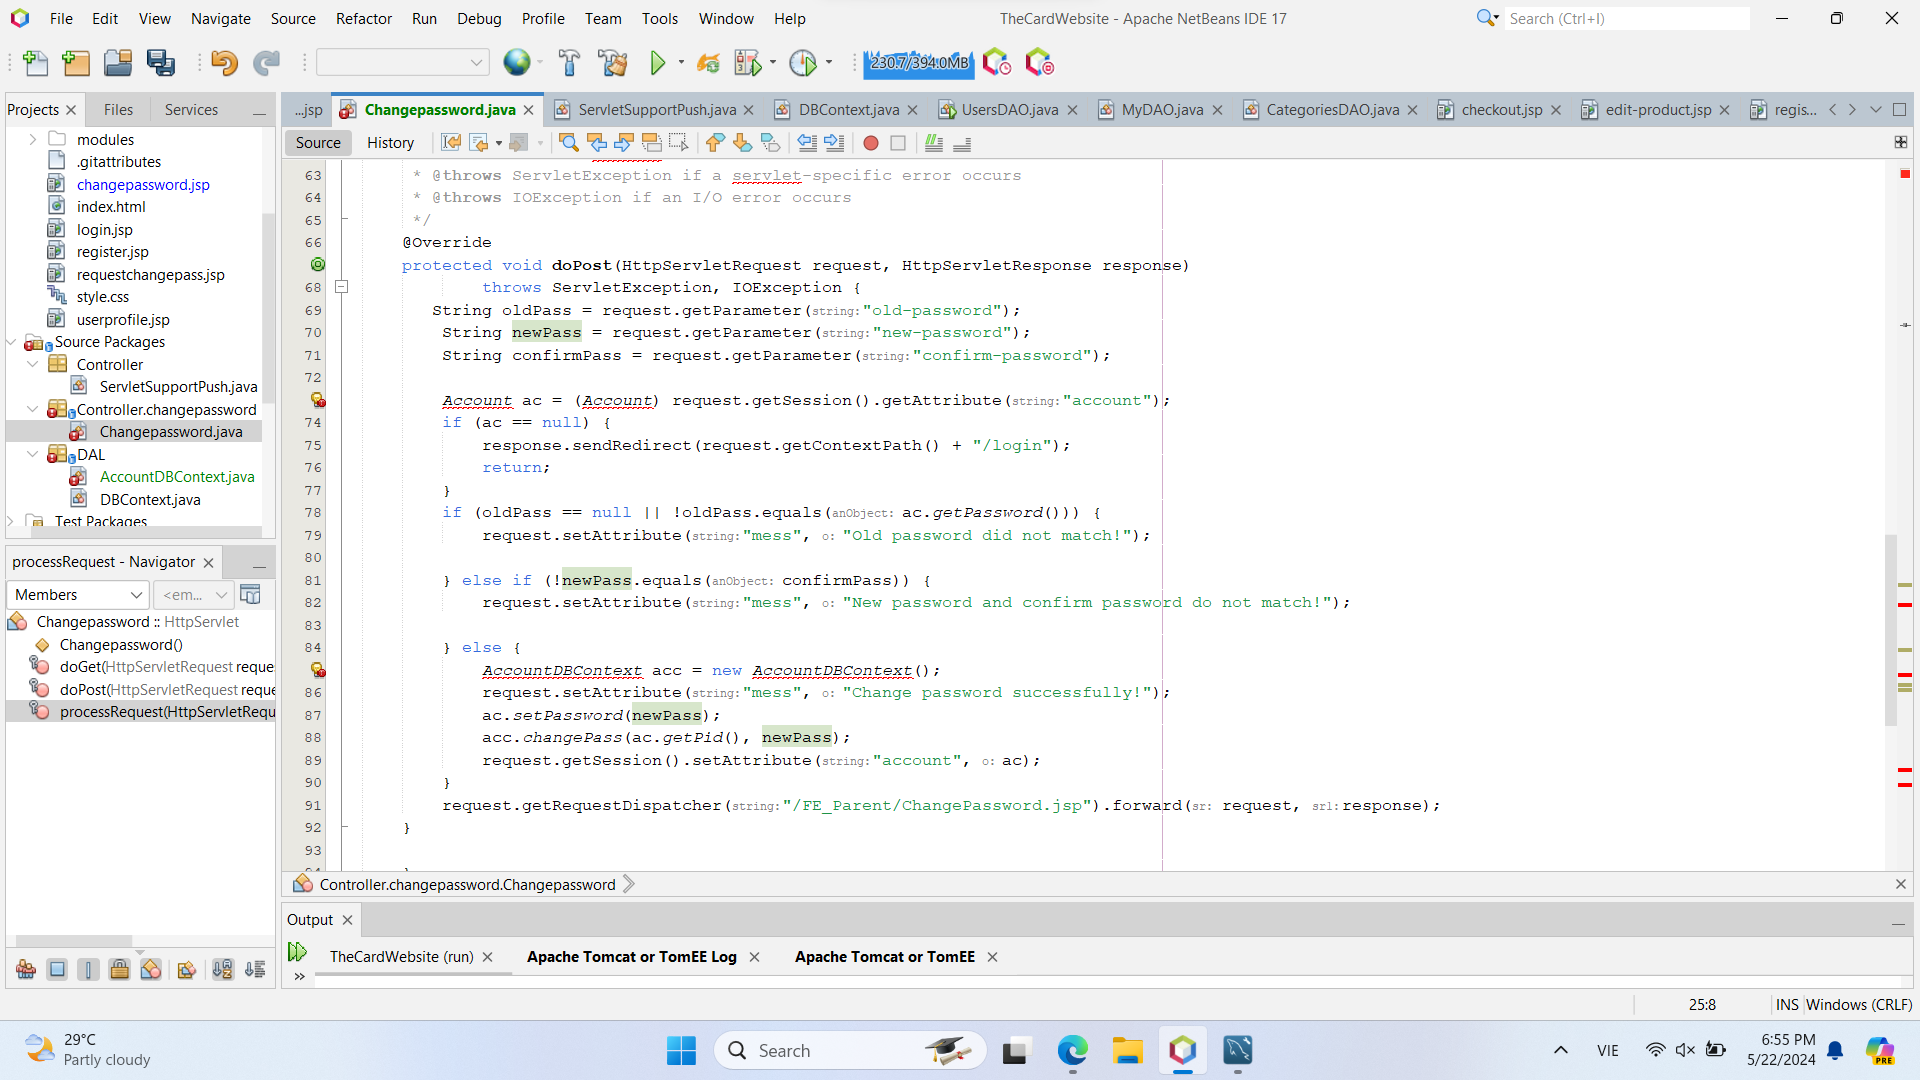 File Edit View Navigate Source Refactor Run Debug Profile Team Tools Window Help
TheCardWebsite - Apache NetBeans IDE 17
Search (Ctrl+I)
230.7/394.0MB
Projects Files Services
...jsp Changepassword.java ServletSupportPush.java DBContext.java UsersDAO.java MyDAO.java CategoriesDAO.java checkout.jsp edit-product.jsp regis...
Source History
modules
.gitattributes
changepassword.jsp
index.html
login.jsp
register.jsp
requestchangepass.jsp
style.css
userprofile.jsp
Source Packages
Controller
ServletSupportPush.java
Controller.changepassword
Changepassword.java
DAL
AccountDBContext.java
DBContext.java
Test Packages
processRequest - Navigator
Members <em...
Changepassword :: HttpServlet
Changepassword()
doGet(HttpServletRequest reque
doPost(HttpServletRequest reque
processRequest(HttpServletRequ
63 * @throws ServletException if a servlet-specific error occurs
64 * @throws IOException if an I/O error occurs
65 */
66 @Override
protected void doPost(HttpServletRequest request, HttpServletResponse response)
68 throws ServletException, IOException {
69 String oldPass = request.getParameter(string:"old-password");
70 String newPass = request.getParameter(string:"new-password");
71 String confirmPass = request.getParameter(string:"confirm-password");
72
Account ac = (Account) request.getSession().getAttribute(string:"account");
74 if (ac == null) {
75 response.sendRedirect(request.getContextPath() + "/login");
76 return;
77 }
78 if (oldPass == null || !oldPass.equals(anObject: ac.getPassword())) {
79 request.setAttribute(string:"mess", o: "Old password did not match!");
80
81 } else if (!newPass.equals(anObject: confirmPass)) {
82 request.setAttribute(string:"mess", o: "New password and confirm password do not match!");
83
84 } else {
AccountDBContext acc = new AccountDBContext();
86 request.setAttribute(string:"mess", o: "Change password successfully!");
87 ac.setPassword(newPass);
88 acc.changePass(ac.getPid(), newPass);
89 request.getSession().setAttribute(string:"account", o: ac);
90 }
91 request.getRequestDispatcher(string:"/FE_Parent/ChangePassword.jsp").forward(sr: request, sr1: response);
92 }
93
Controller.changepassword.Changepassword
Output
TheCardWebsite (run) Apache Tomcat or TomEE Log Apache Tomcat or TomEE
25:8 INS Windows (CRLF)
29°C
Partly cloudy
Search
VIE
6:55 PM
5/22/2024
PRE